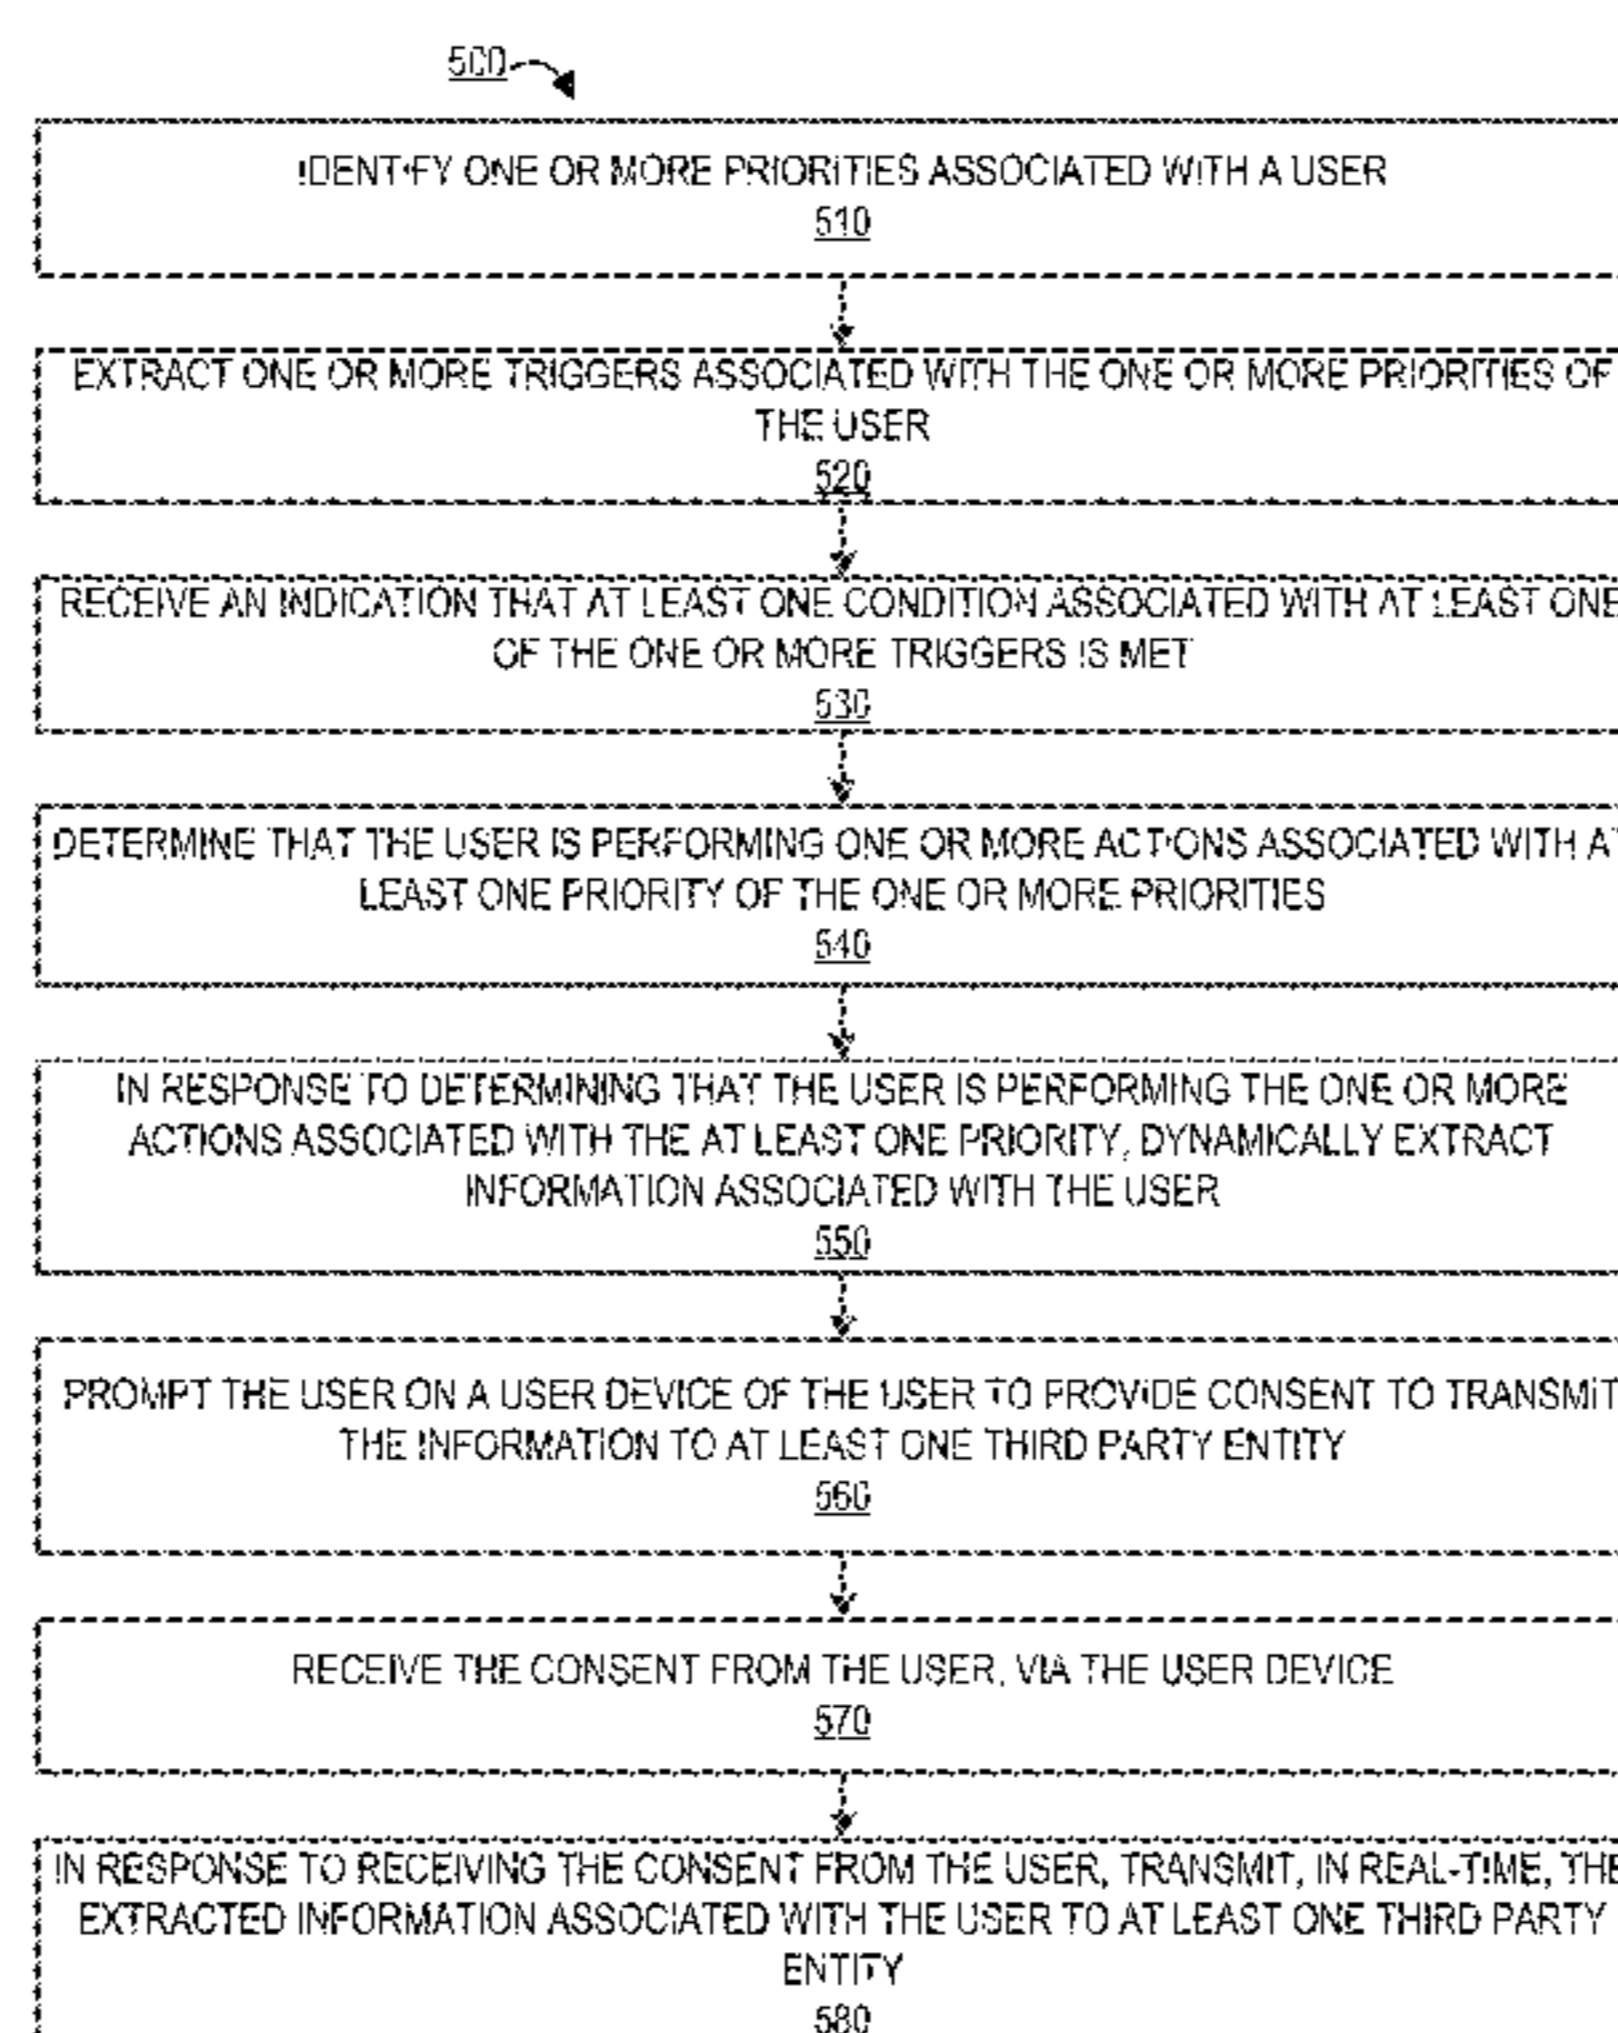 500
IDENTIFY ONE OR MORE PRIORITIES ASSOCIATED WITH A USER
510
EXTRACT ONE OR MORE TRIGGERS ASSOCIATED WITH THE ONE OR MORE PRIORITIES OF
THE USER
520
RECEIVE AN INDICATION THAT AT LEAST ONE CONDITION ASSOCIATED WITH AT LEAST ONE
OF THE ONE OR MORE TRIGGERS IS MET
530
DETERMINE THAT THE USER IS PERFORMING ONE OR MORE ACTIONS ASSOCIATED WITH AT
LEAST ONE PRIORITY OF THE ONE OR MORE PRIORITIES
540
IN RESPONSE TO DETERMINING THAT THE USER IS PERFORMING THE ONE OR MORE
ACTIONS ASSOCIATED WITH THE AT LEAST ONE PRIORITY, DYNAMICALLY EXTRACT
INFORMATION ASSOCIATED WITH THE USER
550
PROMPT THE USER ON A USER DEVICE OF THE USER TO PROVIDE CONSENT TO TRANSMIT
THE INFORMATION TO AT LEAST ONE THIRD PARTY ENTITY
560
RECEIVE THE CONSENT FROM THE USER, VIA THE USER DEVICE
570
IN RESPONSE TO RECEIVING THE CONSENT FROM THE USER, TRANSMIT, IN REAL-TIME, THE
EXTRACTED INFORMATION ASSOCIATED WITH THE USER TO AT LEAST ONE THIRD PARTY
ENTITY
580